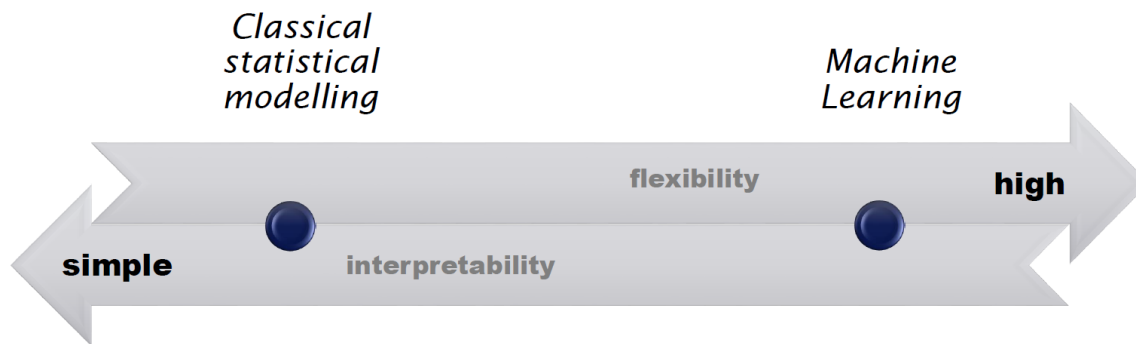 Classical
statistical
modelling
Machine
Learning
flexibility
high
simple
interpretability